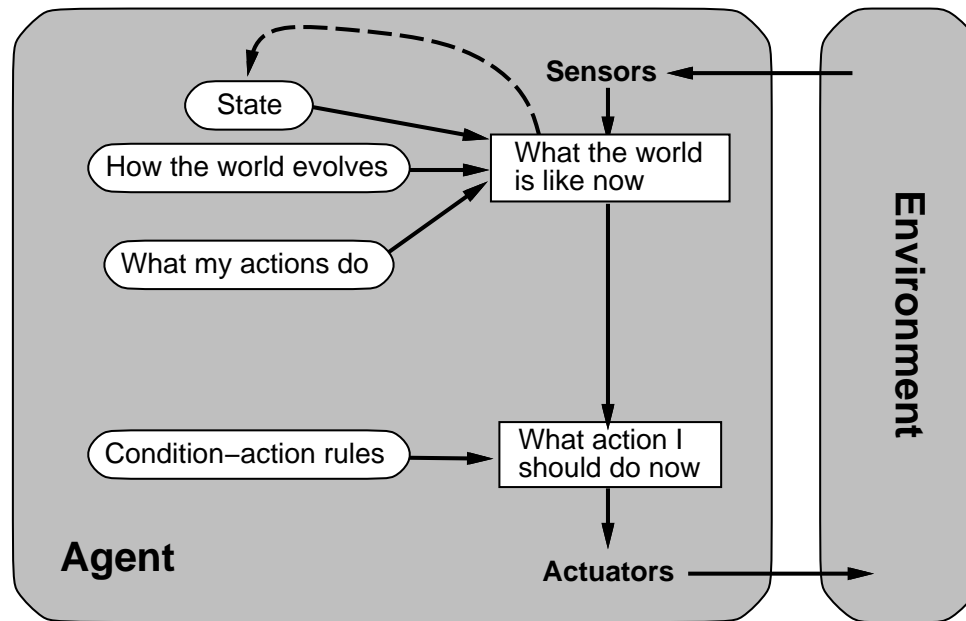 Sensors
State
What the world
is like now
How the world evolves
What my actions do
Environment
What action I
should do now
Condition−action rules
Agent
Actuators